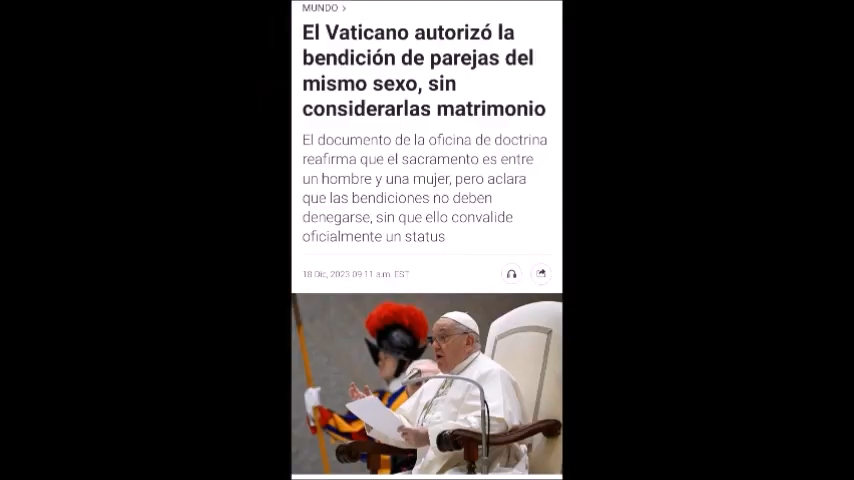 MUNDO >
El Vaticano autorizó la
bendición de parejas del
mismo sexo, sin
considerarlas matrimonio
El documento de la oficina de doctrina
reafirma que el sacramento es entre
un hombre y una mujer, pero aclara
que las bendiciones no deben
denegarse, sin que ello convalide
oficialmente un status
18 Dic, 2023 09:11 a.m. EST